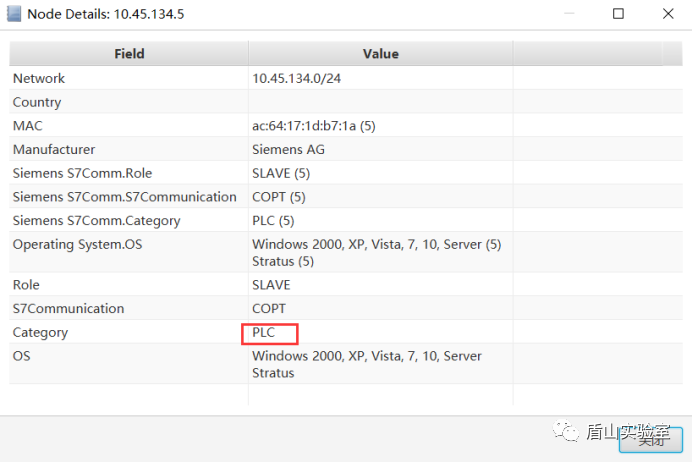 Node Details: 10.45.134.5
Field Value
Network 10.45.134.0/24
Country
MAC ac:64:17:1d:b7:1a (5)
Manufacturer Siemens AG
Siemens S7Comm.Role SLAVE (5)
Siemens S7Comm.S7Communication COPT (5)
Siemens S7Comm.Category PLC (5)
Operating System.OS Windows 2000, XP, Vista, 7, 10, Server (5)
Stratus (5)
Role SLAVE
S7Communication COPT
Category PLC
OS Windows 2000, XP, Vista, 7, 10, Server
Stratus
盾山实验室
关闭